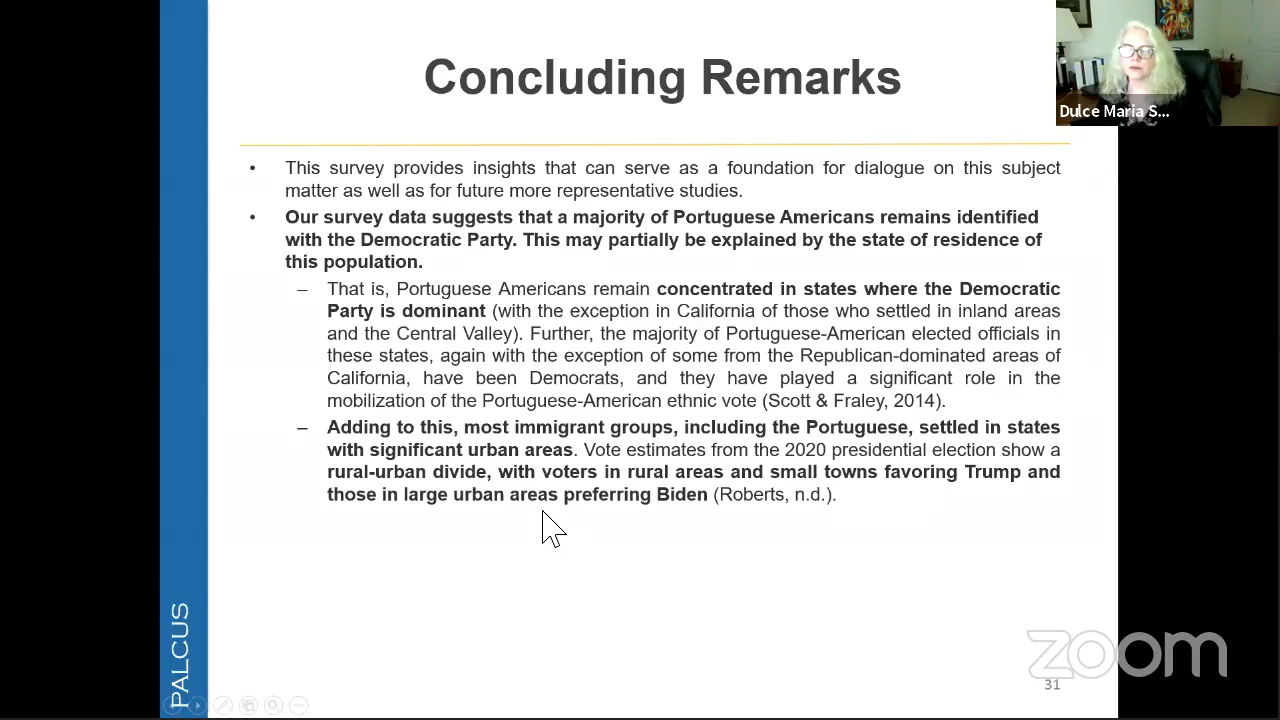 Concluding Remarks
Dulce Maria S...
• This survey provides insights that can serve as a foundation for dialogue on this subject
matter as well as for future more representative studies.
• Our survey data suggests that a majority of Portuguese Americans remains identified
with the Democratic Party. This may partially be explained by the state of residence of
this population.
– That is, Portuguese Americans remain concentrated in states where the Democratic
Party is dominant (with the exception in California of those who settled in inland areas
and the Central Valley). Further, the majority of Portuguese-American elected officials in
these states, again with the exception of some from the Republican-dominated areas of
California, have been Democrats, and they have played a significant role in the
mobilization of the Portuguese-American ethnic vote (Scott & Fraley, 2014).
– Adding to this, most immigrant groups, including the Portuguese, settled in states
with significant urban areas. Vote estimates from the 2020 presidential election show a
rural-urban divide, with voters in rural areas and small towns favoring Trump and
those in large urban areas preferring Biden (Roberts, n.d.).
PALCUS
zoom
31